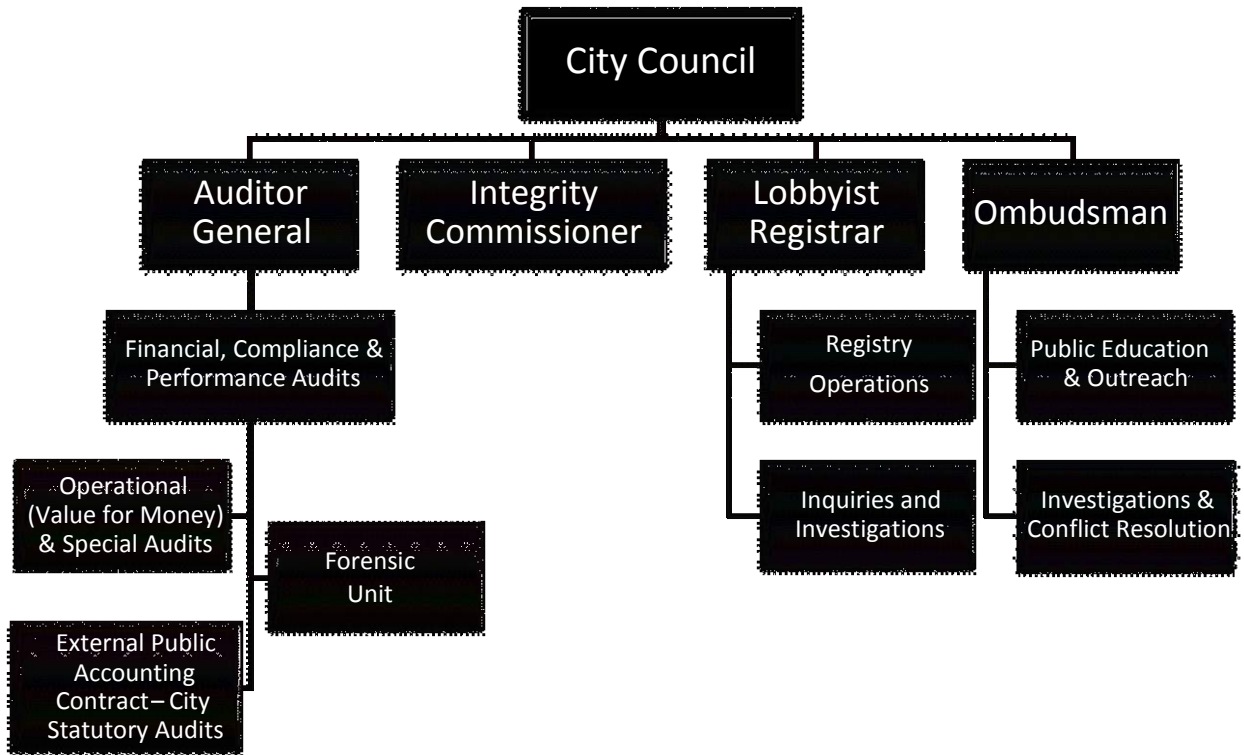 City Council
Auditor
General
Integrity
Commissioner
Lobbyist
Registrar
Ombudsman
Financial, Compliance &
Performance Audits
Operational
(Value for Money)
& Special Audits
Forensic
Unit
External Public
Accounting
Contract – City
Statutory Audits
Registry
Operations
Inquiries and
Investigations
Public Education
& Outreach
Investigations &
Conflict Resolution